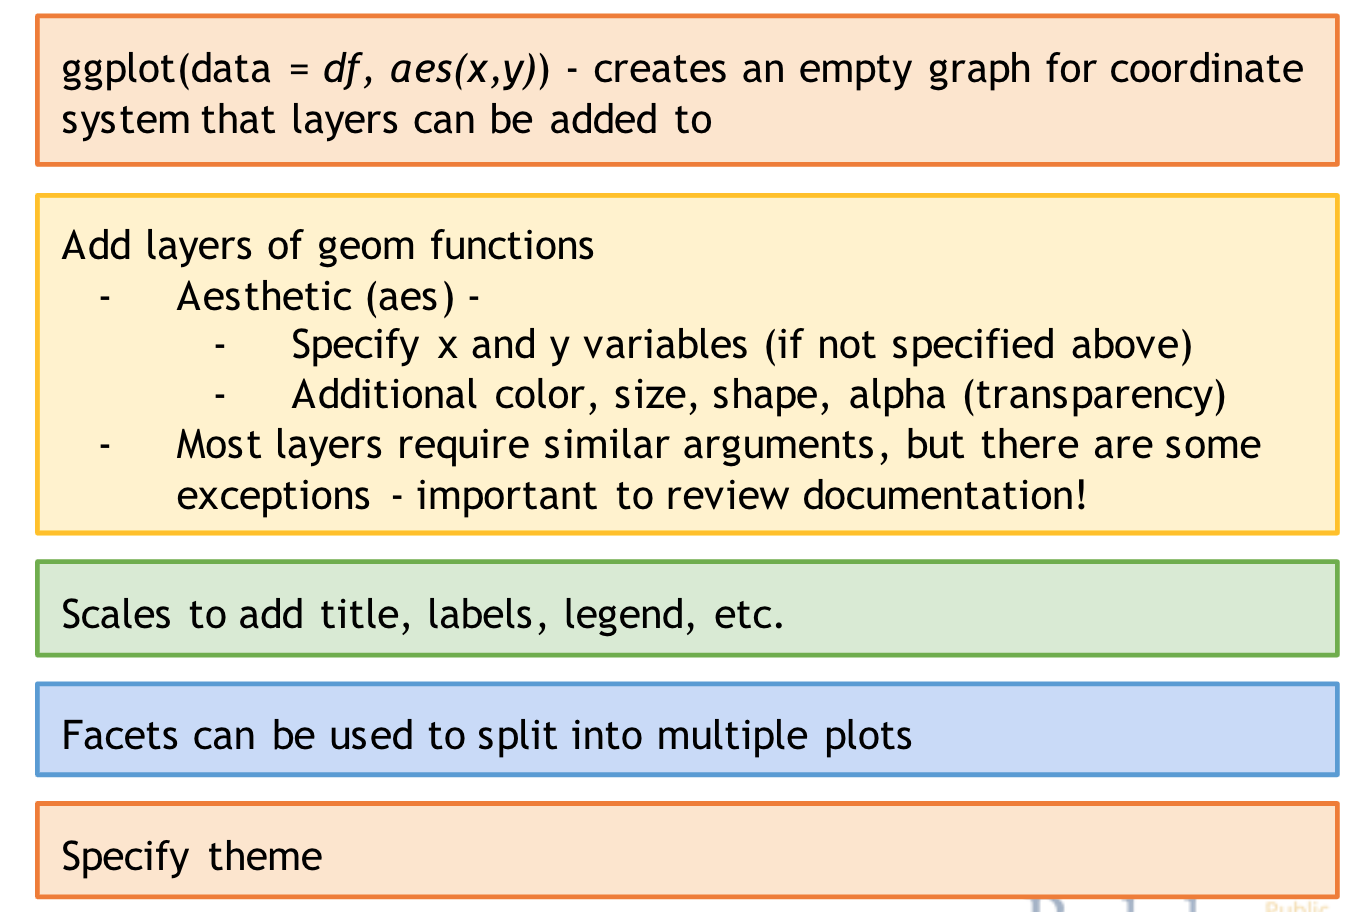 ggplot(data = df, aes(x,y)) - creates an empty graph for coordinate
system that layers can be added to
Add layers of geom functions
- Aesthetic (aes) -
- Specify x and y variables (if not specified above)
- Additional color, size, shape, alpha (transparency)
- Most layers require similar arguments, but there are some
exceptions - important to review documentation!
Scales to add title, labels, legend, etc.
Facets can be used to split into multiple plots
Specify theme
Public